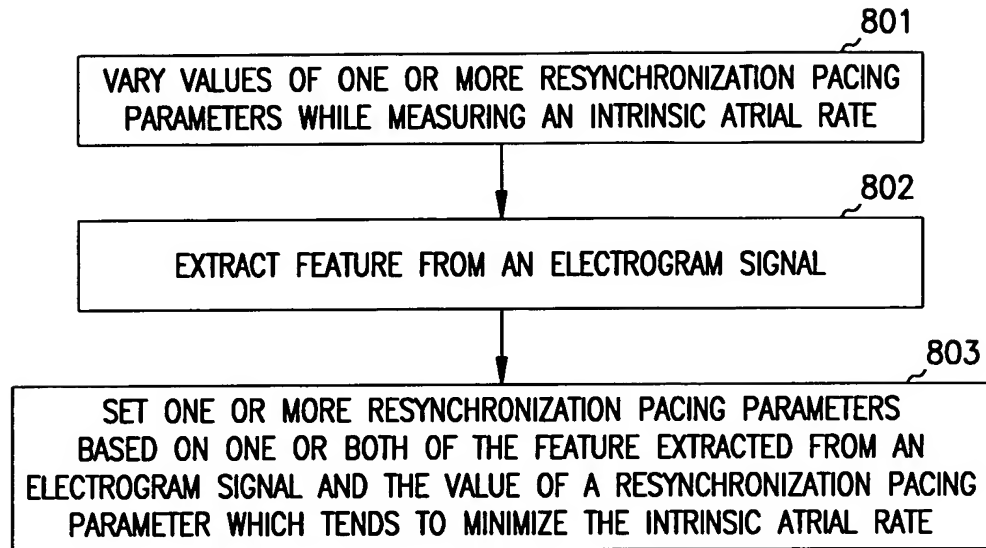 801
VARY VALUES OF ONE OR MORE RESYNCHRONIZATION PACING
PARAMETERS WHILE MEASURING AN INTRINSIC ATRIAL RATE
802
EXTRACT FEATURE FROM AN ELECTROGRAM SIGNAL
803
SET ONE OR MORE RESYNCHRONIZATION PACING PARAMETERS
BASED ON ONE OR BOTH OF THE FEATURE EXTRACTED FROM AN
ELECTROGRAM SIGNAL AND THE VALUE OF A RESYNCHRONIZATION PACING
PARAMETER WHICH TENDS TO MINIMIZE THE INTRINSIC ATRIAL RATE